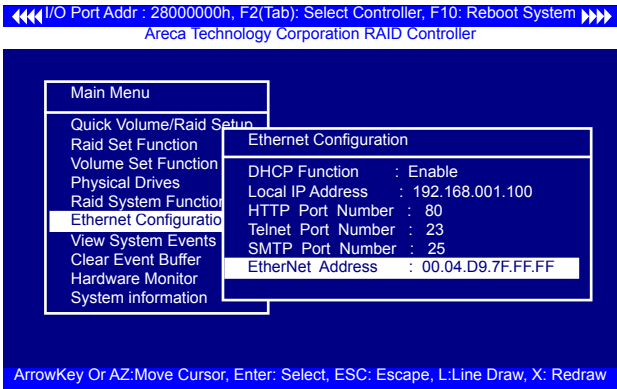 I/O Port Addr : 28000000h, F2(Tab): Select Controller, F10: Reboot System
Areca Technology Corporation RAID Controller
Main Menu
Quick Volume/Raid Setup
Raid Set Function
Volume Set Function
Physical Drives
Raid System Function
Ethernet Configuratio
View System Events
Clear Event Buffer
Hardware Monitor
System information
Ethernet Configuration
DHCP Function : Enable
Local IP Address : 192.168.001.100
HTTP Port Number : 80
Telnet Port Number : 23
SMTP Port Number : 25
EtherNet Address : 00.04.D9.7F.FF.FF
ArrowKey Or AZ:Move Cursor, Enter: Select, ESC: Escape, L:Line Draw, X: Redraw